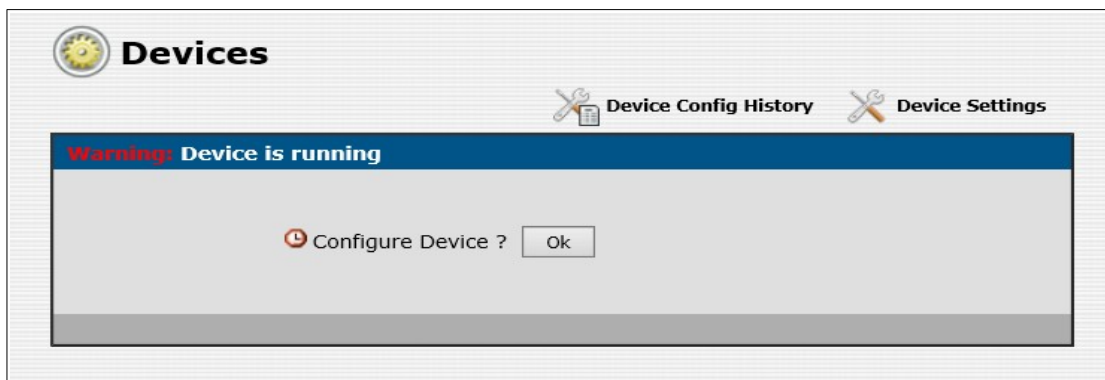 Devices
Device Config History Device Settings
Warning: Device is running
Configure Device ? Ok